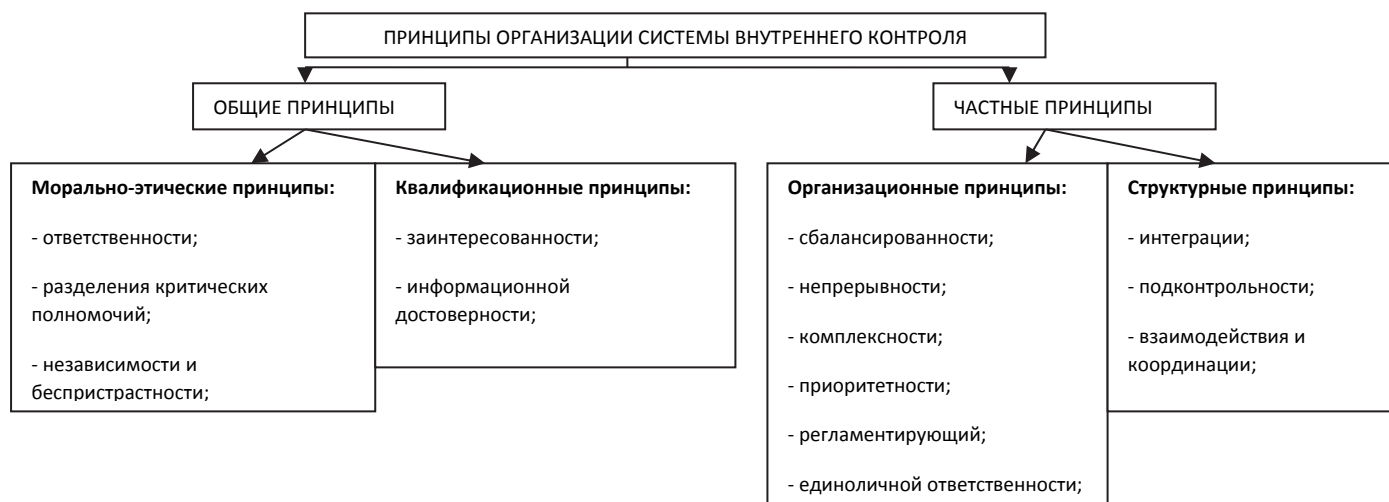 ПРИНЦИПЫ ОРГАНИЗАЦИИ СИСТЕМЫ ВНУТРЕННЕГО КОНТРОЛЯ
ОБЩИЕ ПРИНЦИПЫ
ЧАСТНЫЕ ПРИНЦИПЫ
Морально-этические принципы:
- ответственности;
- разделения критических
полномочий;
- независимости и
беспристрастности;
Квалификационные принципы:
- заинтересованности;
- информационной
достоверности;
Организационные принципы:
- сбалансированности;
- непрерывности;
- комплексности;
- приоритетности;
- регламентирующий;
- единоличной ответственности;
Структурные принципы:
- интеграции;
- подконтрольности;
- взаимодействия и
координации;